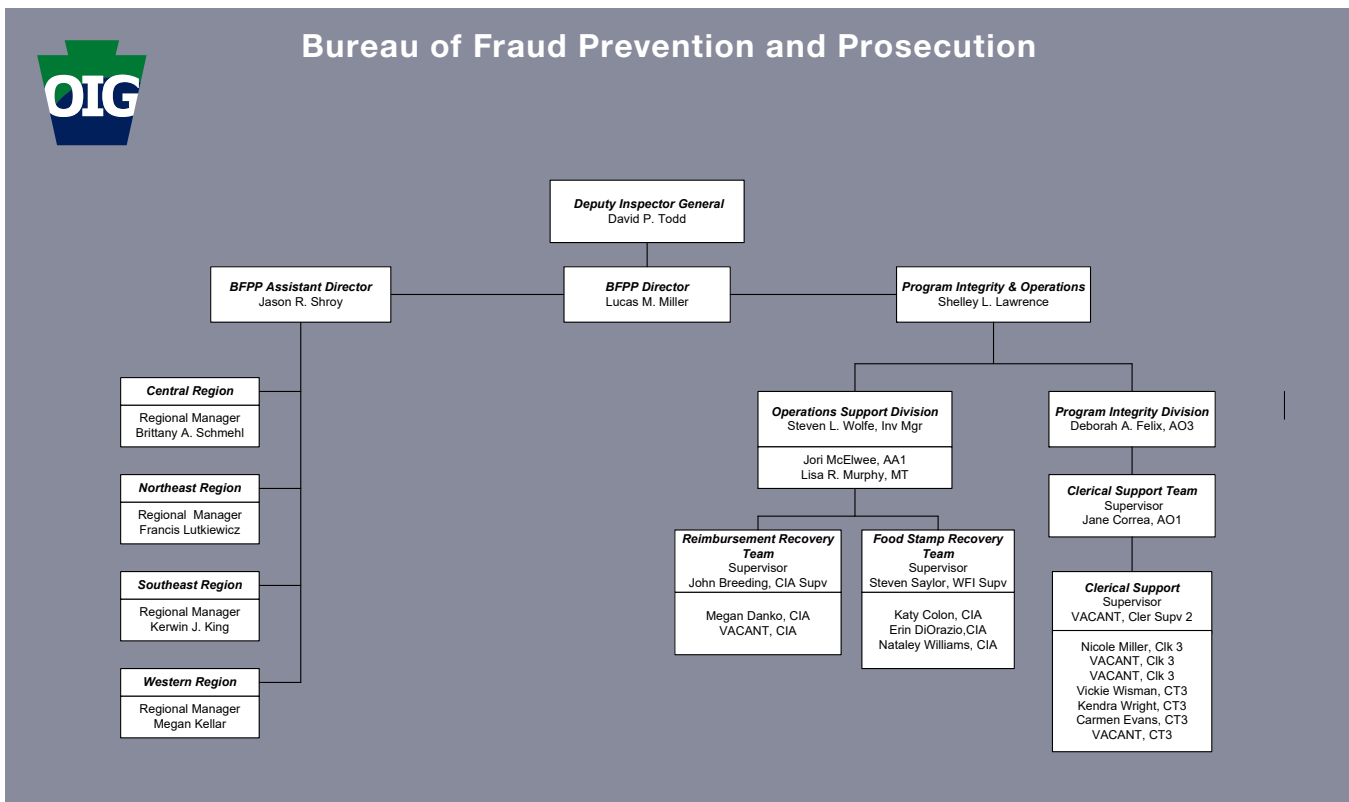 Bureau of Fraud Prevention and Prosecution
OIG
Deputy Inspector General
David P. Todd
BFPP Assistant Director
Jason R. Shroy
BFPP Director
Lucas M. Miller
Program Integrity & Operations
Shelley L. Lawrence
Central Region
Regional Manager
Brittany A. Schmehl
Northeast Region
Regional Manager
Francis Lutkiewicz
Southeast Region
Regional Manager
Kerwin J. King
Western Region
Regional Manager
Megan Kellar
Operations Support Division
Steven L. Wolfe, Inv Mgr
Jori McElwee, AA1
Lisa R. Murphy, MT
Reimbursement Recovery
Team
Supervisor
John Breeding, CIA Supv
Megan Danko, CIA
VACANT, CIA
Food Stamp Recovery
Team
Supervisor
Steven Saylor, WFI Supv
Katy Colon, CIA
Erin DiOrazio,CIA
Nataley Williams, CIA
Program Integrity Division
Deborah A. Felix, AO3
Clerical Support Team
Supervisor
Jane Correa, AO1
Clerical Support
Supervisor
VACANT, Cler Supv 2
Nicole Miller, Clk 3
VACANT, Clk 3
VACANT, Clk 3
Vickie Wisman, CT3
Kendra Wright, CT3
Carmen Evans, CT3
VACANT, CT3